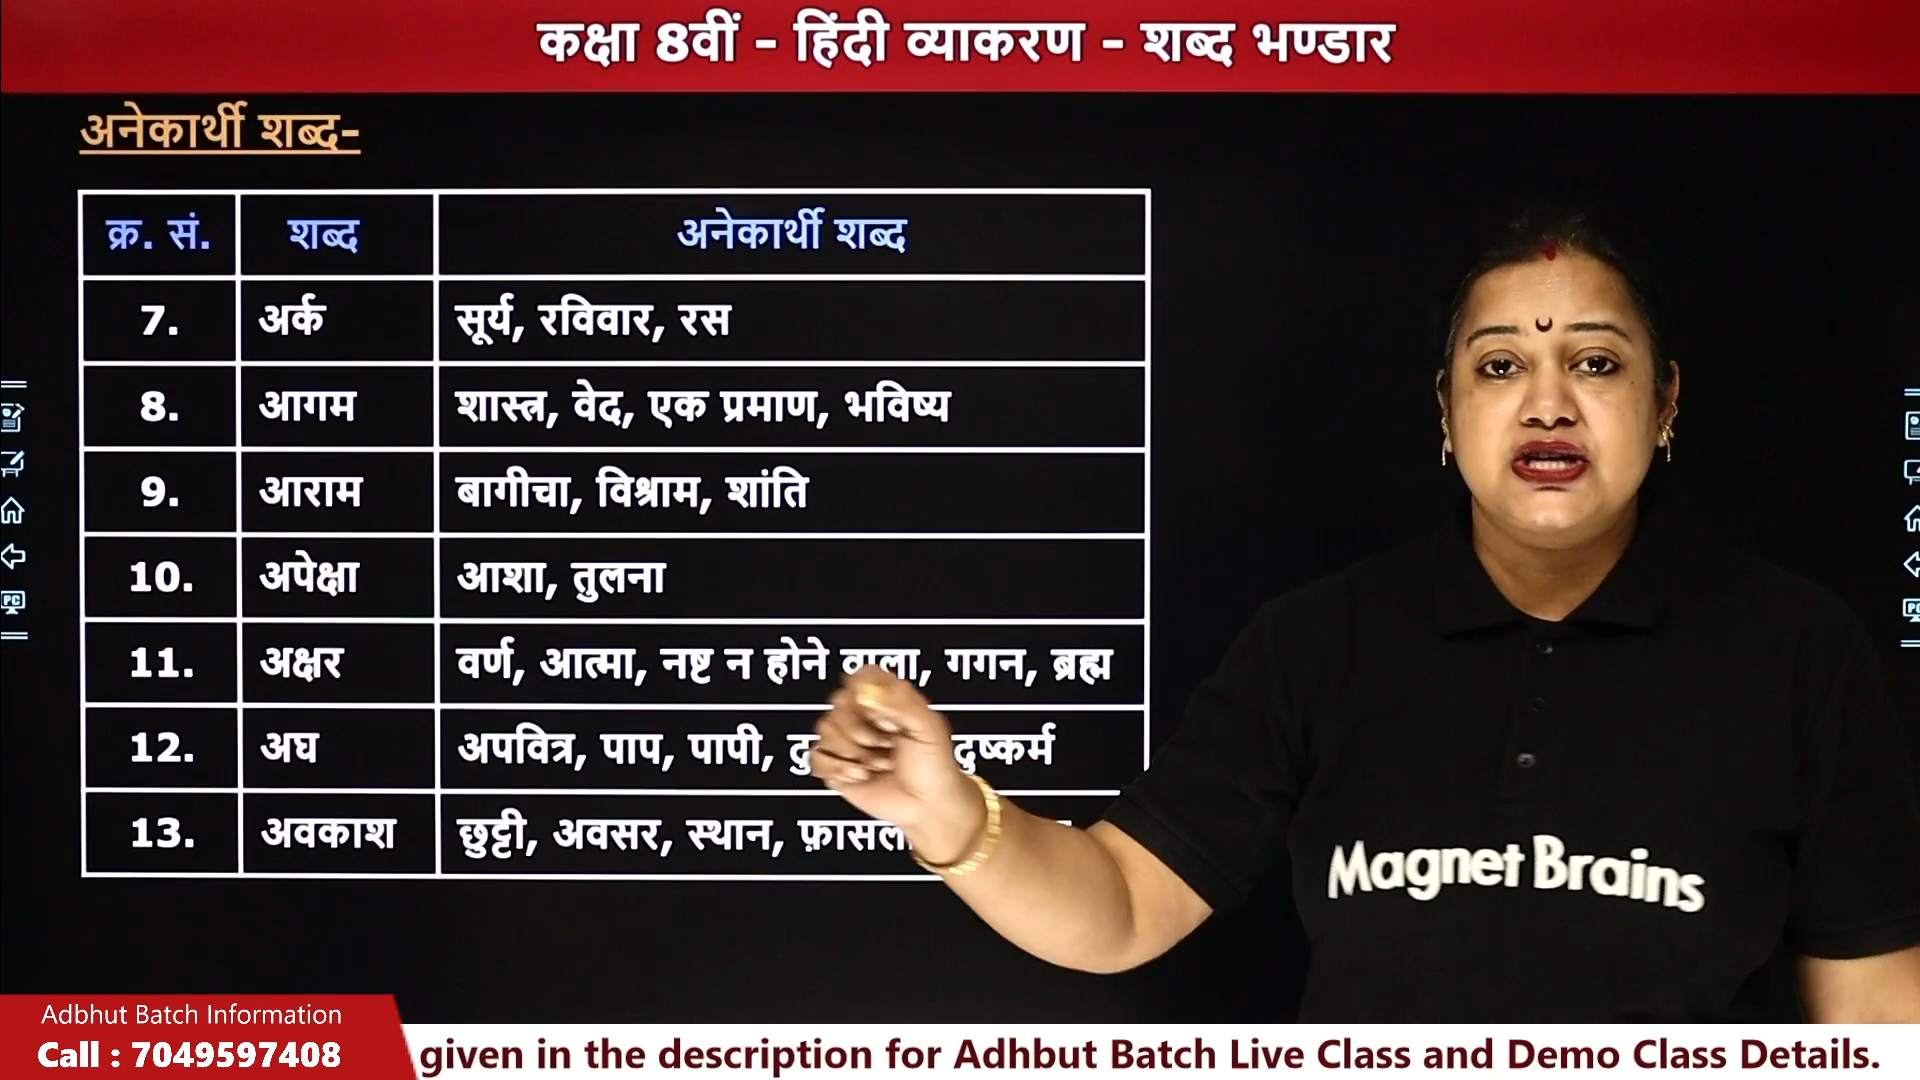 कक्षा 8वीं - हिंदी व्याकरण - शब्द भण्डार
अनेकार्थी शब्द-
क्र. सं. शब्द अनेकार्थी शब्द
7. अर्क सूर्य, रविवार, रस
8. आगम शास्त्र, वेद, एक प्रमाण, भविष्य
9. आराम बागीचा, विश्राम, शांति
10. अपेक्षा आशा, तुलना
11. अक्षर वर्ण, आत्मा, नष्ट न होने वाला, गगन, ब्रह्म
12. अघ अपवित्र, पाप, पापी, दुष्कर्म
13. अवकाश छुट्टी, अवसर, स्थान,
Magnet Brains
Adbhut Batch Information
Call : 7049597408
given in the description for Adhbut Batch Live Class and Demo Class Details.
PC